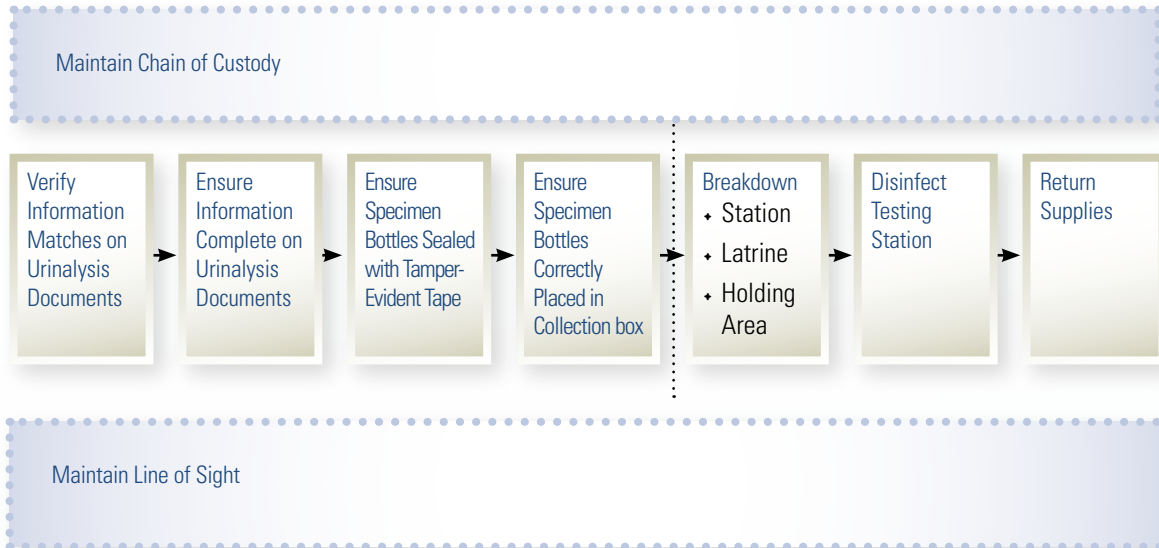 Maintain Chain of Custody
Verify
Information
Matches on
Urinalysis
Documents
Ensure
Information
Complete on
Urinalysis
Documents
Ensure
Specimen
Bottles Sealed
with Tamper-
Evident Tape
Ensure
Specimen
Bottles
Correctly
Placed in
Collection box
Breakdown
Station
Latrine
Holding
Area
Disinfect
Testing
Station
Return
Supplies
Maintain Line of Sight